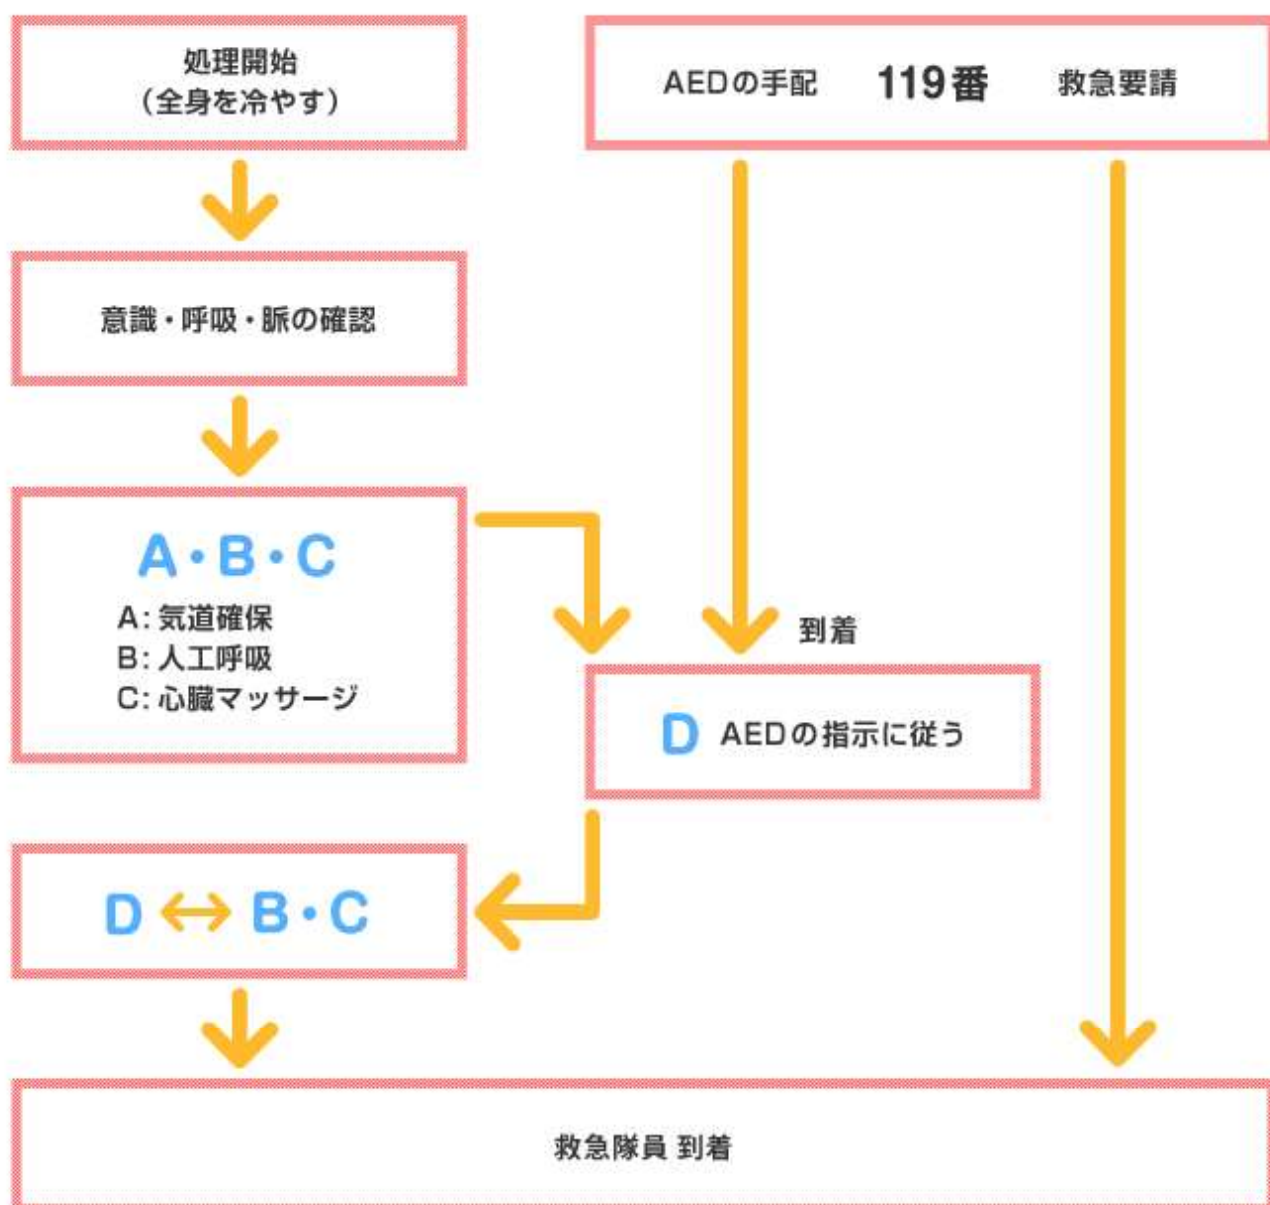 処理開始
（全身を冷やす）
AEDの手配 119番 救急要請
意識・呼吸・脈の確認
A・B・C
A：気道確保
B：人工呼吸
C：心臓マッサージ
到着
D AEDの指示に従う
D ↔ B・C
救急隊員 到着